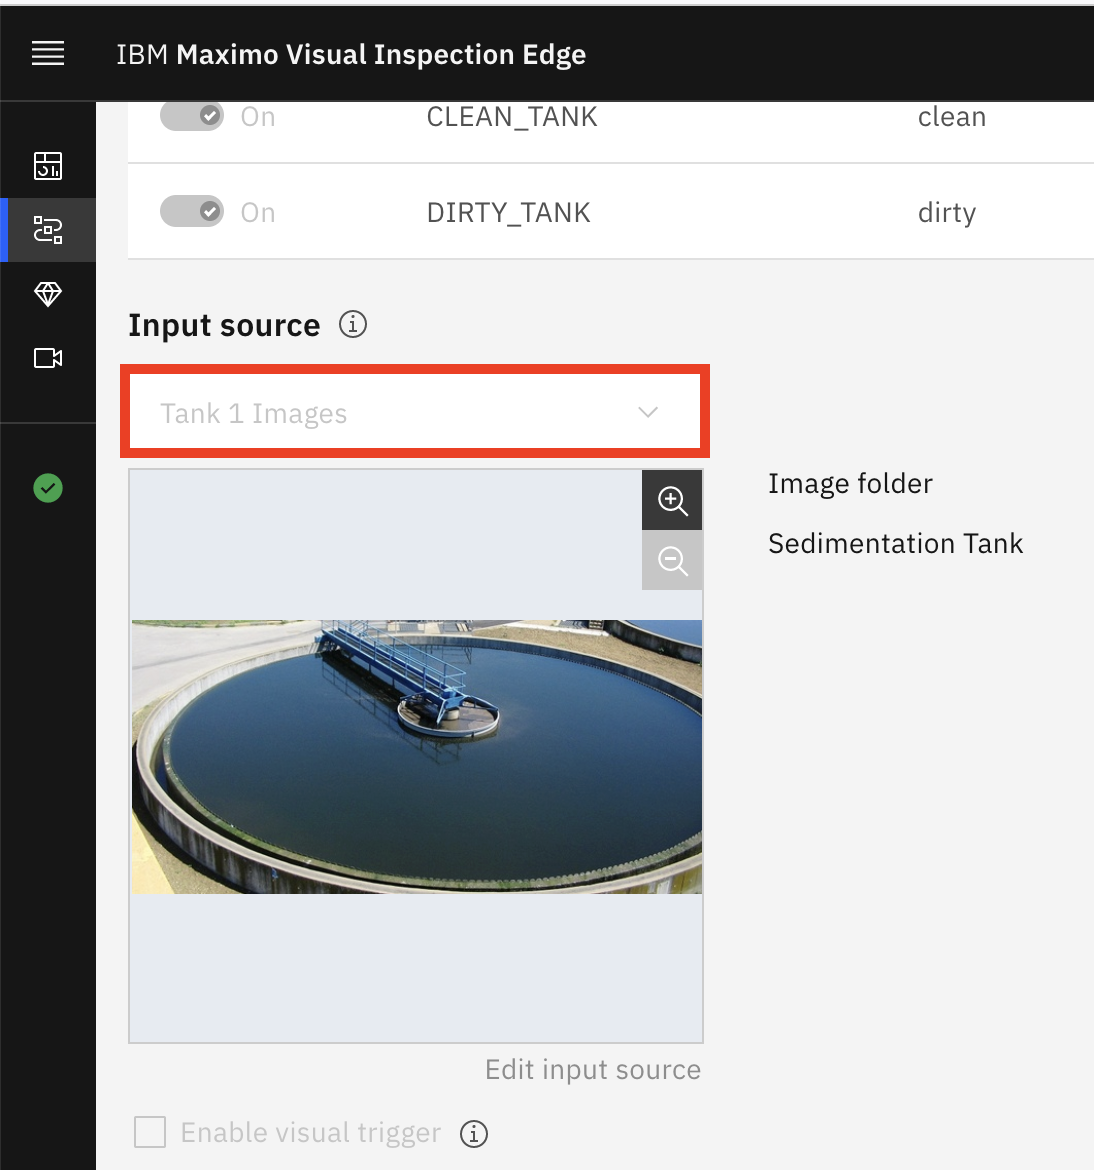 IBM Maximo Visual Inspection Edge
On CLEAN_TANK clean
On DIRTY_TANK dirty
Input source
Tank 1 Images
Image folder
Sedimentation Tank
Edit input source
Enable visual trigger